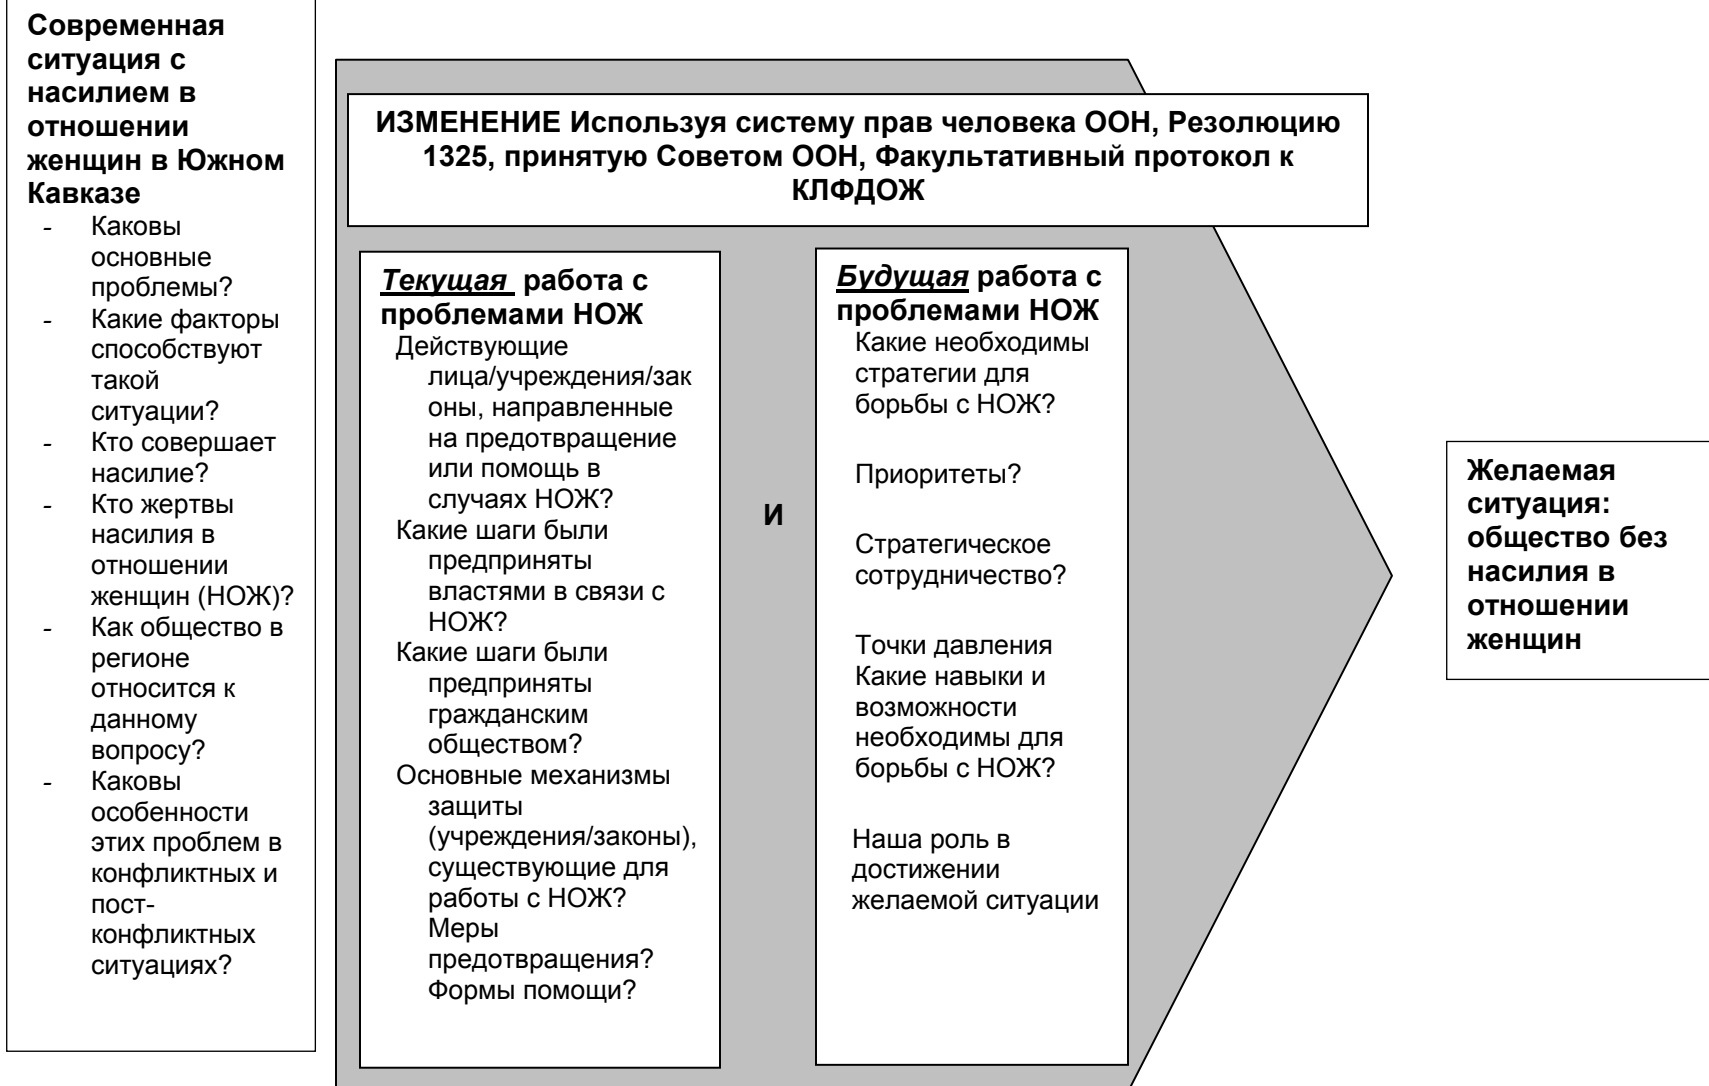 Современная
ситуация с
насилием в
отношении
женщин в Южном
Кавказе
- Каковы
основные
проблемы?
- Какие факторы
способствуют
такой
ситуации?
- Кто совершает
насилие?
- Кто жертвы
насилия в
отношении
женщин (НОЖ)?
- Как общество в
регионе
относится к
данному
вопросу?
- Каковы
особенности
этих проблем в
конфликтных и
пост-
конфликтных
ситуациях?
ИЗМЕНЕНИЕ Используя систему прав человека ООН, Резолюцию
1325, принятую Советом ООН, Факультативный протокол к
КЛФДОЖ
Текущая работа с
проблемами НОЖ
Действующие
лица/учреждения/зак
оны, направленные
на предотвращение
или помощь в
случаях НОЖ?
Какие шаги были
предприняты
властями в связи с
НОЖ?
Какие шаги были
предприняты
гражданским
обществом?
Основные механизмы
защиты
(учреждения/законы),
существующие для
работы с НОЖ?
Меры
предотвращения?
Формы помощи?
И
Будущая работа с
проблемами НОЖ
Какие необходимы
стратегии для
борьбы с НОЖ?
Приоритеты?
Стратегическое
сотрудничество?
Точки давления
Какие навыки и
возможности
необходимы для
борьбы с НОЖ?
Наша роль в
достижении
желаемой ситуации
Желаемая
ситуация:
общество без
насилия в
отношении
женщин